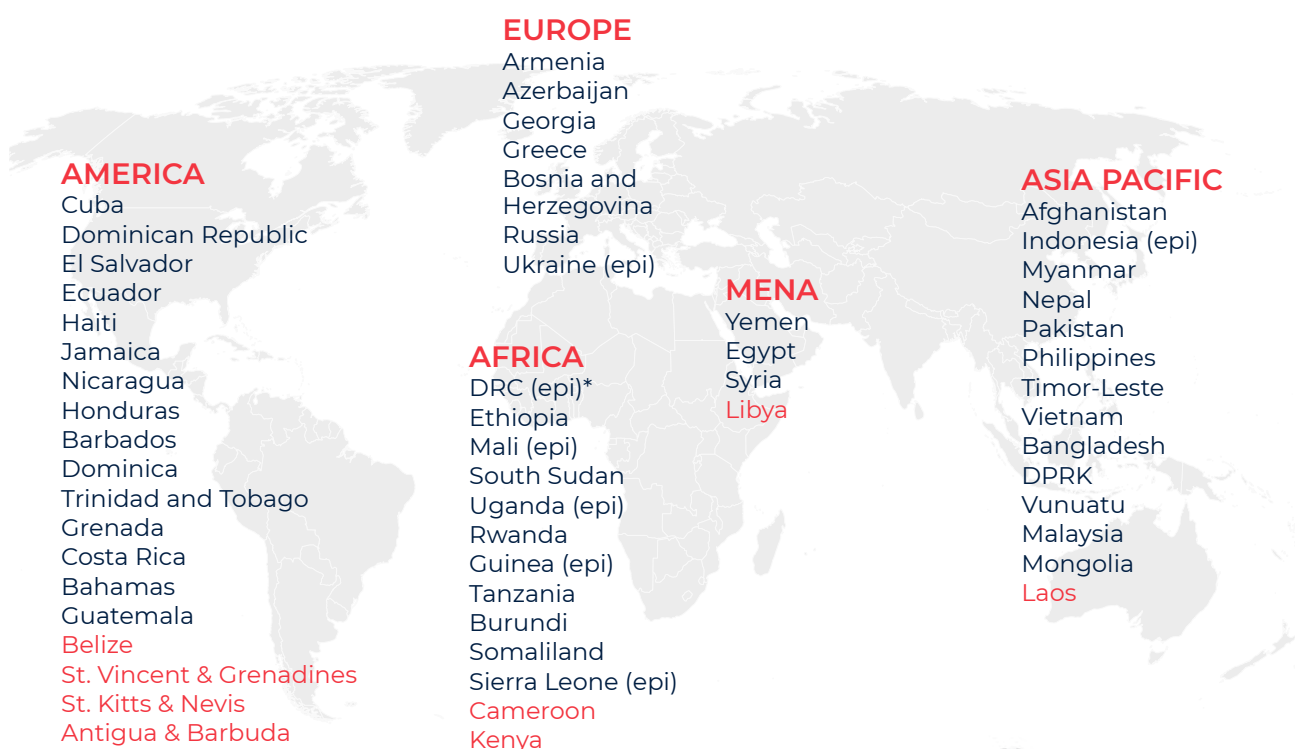 EUROPE
Armenia
Azerbaijan
Georgia
Greece
Bosnia and
Herzegovina
Russia
Ukraine (epi)
AMERICA
Cuba
Dominican Republic
El Salvador
Ecuador
Haiti
Jamaica
Nicaragua
Honduras
Barbados
Dominica
Trinidad and Tobago
Grenada
Costa Rica
Bahamas
Guatemala
Belize
St. Vincent & Grenadines
St. Kitts & Nevis
Antigua & Barbuda
AFRICA
DRC (epi)*
Ethiopia
Mali (epi)
South Sudan
Uganda (epi)
Rwanda
Guinea (epi)
Tanzania
Burundi
Somaliland
Sierra Leone (epi)
Cameroon
Kenya
MENA
Yemen
Egypt
Syria
Libya
ASIA PACIFIC
Afghanistan
Indonesia (epi)
Myanmar
Nepal
Pakistan
Philippines
Timor-Leste
Vietnam
Bangladesh
DPRK
Vunuatu
Malaysia
Mongolia
Laos